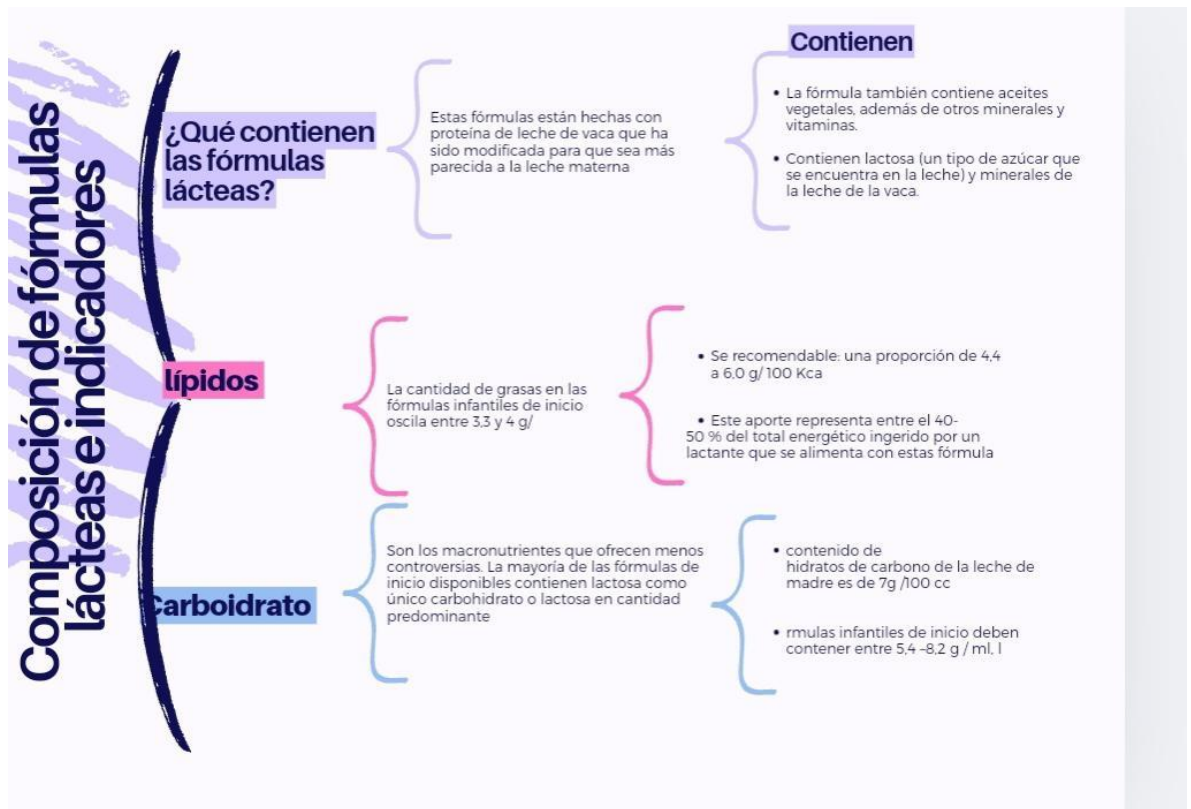 Composición de fórmulas
lácteas e indicadores
¿Qué contienen
las fórmulas
lácteas?
Estas fórmulas están hechas con
proteína de leche de vaca que ha
sido modificada para que sea más
parecida a la leche materna
Contienen
• La fórmula también contiene aceites
vegetales, además de otros minerales y
vitaminas.
• Contienen lactosa (un tipo de azúcar que
se encuentra en la leche) y minerales de
la leche de la vaca.
lípidos
La cantidad de grasas en las
fórmulas infantiles de inicio
oscila entre 3,3 y 4 g/
• Se recomendable: una proporción de 4,4
a 6,0 g/ 100 Kca
• Este aporte representa entre el 40-
50 % del total energético ingerido por un
lactante que se alimenta con estas fórmula
Carboidrato
Son los macronutrientes que ofrecen menos
controversias. La mayoría de las fórmulas de
inicio disponibles contienen lactosa como
único carbohidrato o lactosa en cantidad
predominante
• contenido de
hidratos de carbono de la leche de
madre es de 7g /100 cc
• rmulas infantiles de inicio deben
contener entre 5,4 –8,2 g / ml, l